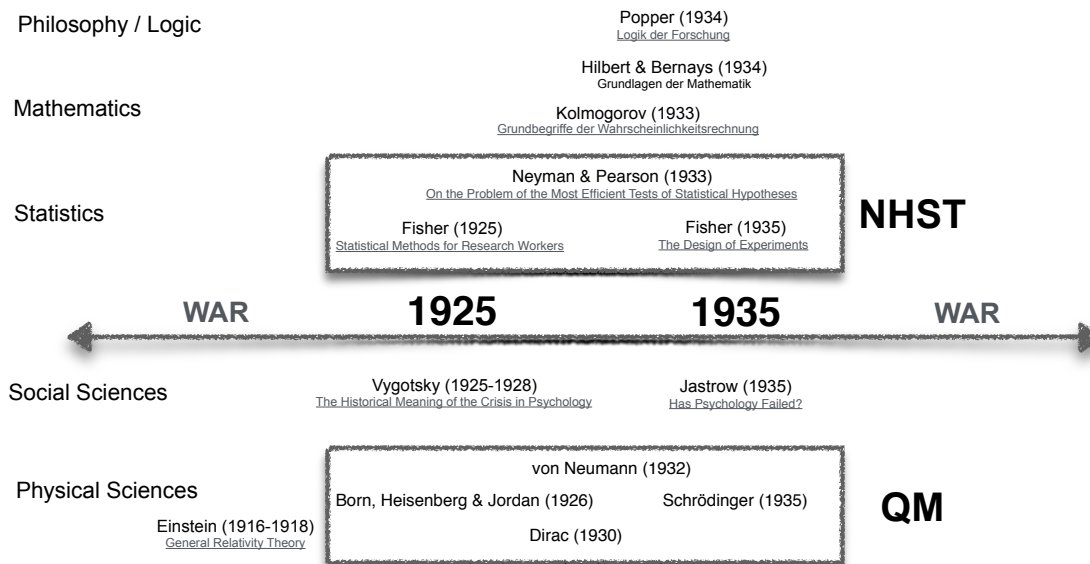 Philosophy / Logic
Popper (1934)
Logik der Forschung
Hilbert & Bernays (1934)
Grundlagen der Mathematik
Mathematics
Kolmogorov (1933)
Grundbegriffe der Wahrscheinlichkeitsrechnung
Neyman & Pearson (1933)
On the Problem of the Most Efficient Tests of Statistical Hypotheses
Statistics
NHST
Fisher (1925)
Statistical Methods for Research Workers
Fisher (1935)
The Design of Experiments
WAR
1925
1935
WAR
Social Sciences
Vygotsky (1925-1928)
The Historical Meaning of the Crisis in Psychology
Jastrow (1935)
Has Psychology Failed?
von Neumann (1932)
Physical Sciences
Born, Heisenberg & Jordan (1926)
Schrödinger (1935)
QM
Einstein (1916-1918)
General Relativity Theory
Dirac (1930)